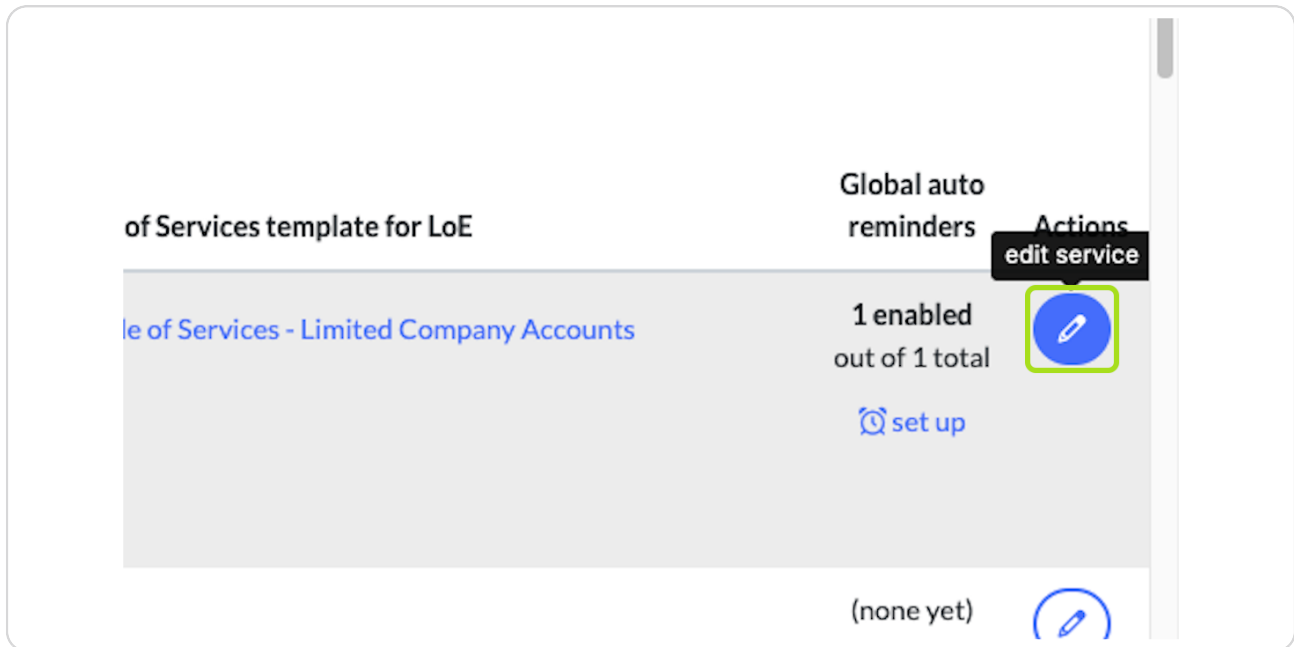 Global auto
of Services template for LoE reminders Actions
edit service
le of Services - Limited Company Accounts 1 enabled
out of 1 total
set up
(none yet)